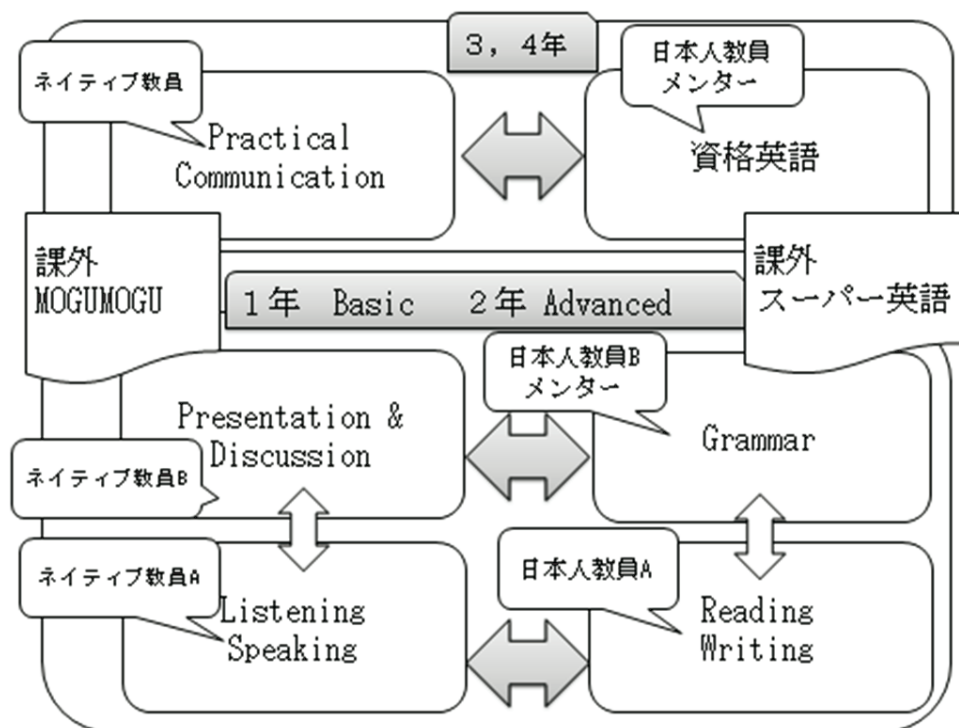 3，4年
ネイティブ教員
日本人教員
メンター
Practical
Communication
資格英語
課外
MOGUMOGU
課外
スーパー英語
1年 Basic 2年 Advanced
日本人教員B
メンター
Presentation &
Discussion
Grammar
ネイティブ教員B
ネイティブ教員A
日本人教員A
Listening
Speaking
Reading
Writing